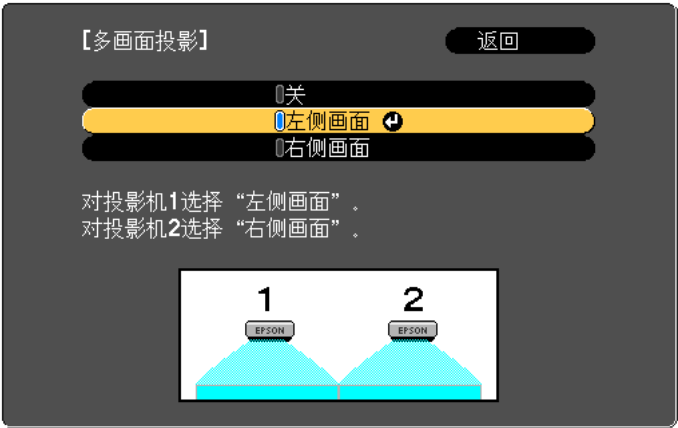 【多画面投影】
返回
关
左侧画面
右侧画面
对投影机1选择“左侧画面”。
对投影机2选择“右侧画面”。
1 2
EPSON EPSON